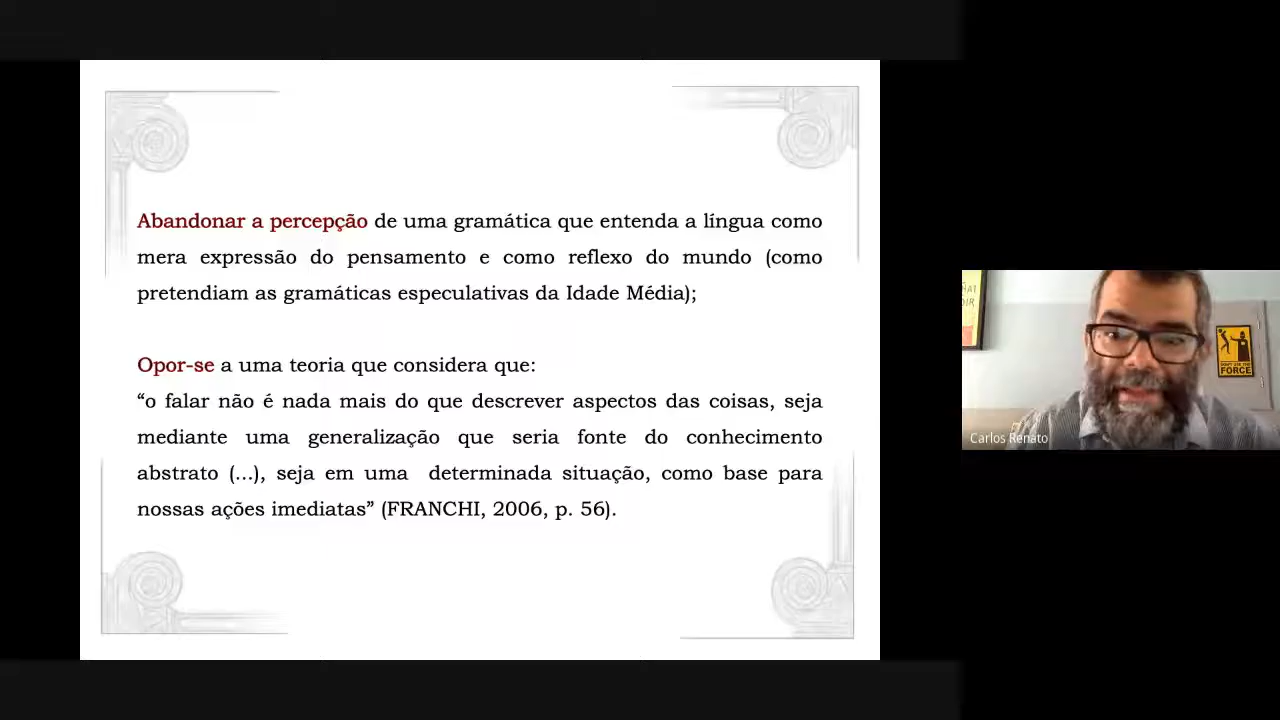 Abandonar a percepção de uma gramática que entenda a língua como
mera expressão do pensamento e como reflexo do mundo (como
pretendiam as gramáticas especulativas da Idade Média);
Opor-se a uma teoria que considera que:
“o falar não é nada mais do que descrever aspectos das coisas, seja
mediante uma generalização que seria fonte do conhecimento
abstrato (...), seja em uma determinada situação, como base para
nossas ações imediatas” (FRANCHI, 2006, p. 56).
FORCE
Carlos Renato